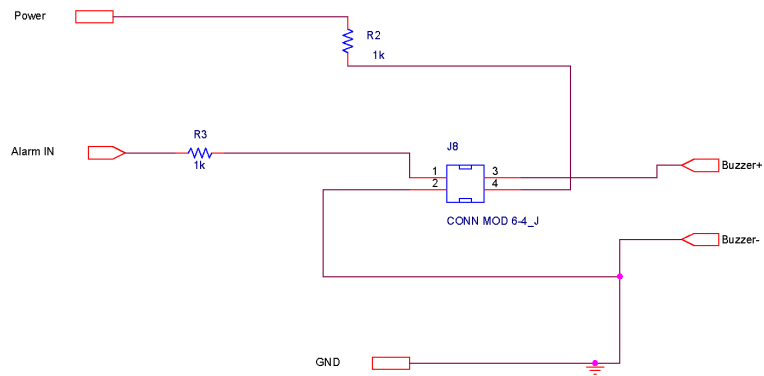 Power
R2
1k
Alarm IN
R3
1k
J8
1
2
3
4
Buzzer+
CONN MOD 6-4_J
Buzzer-
GND